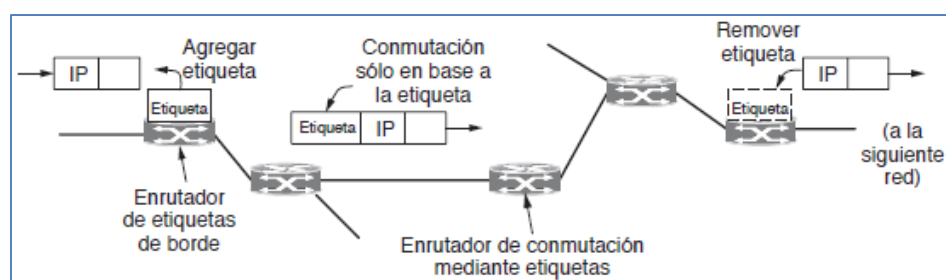 IP
Agregar
etiqueta
Etiqueta
Enrutador
de etiquetas
de borde
Conmutación
sólo en base a
la etiqueta
Etiqueta IP
Enrutador de conmutación
mediante etiquetas
Remover
etiqueta
IP
Etiqueta
(a la
siguiente
red)